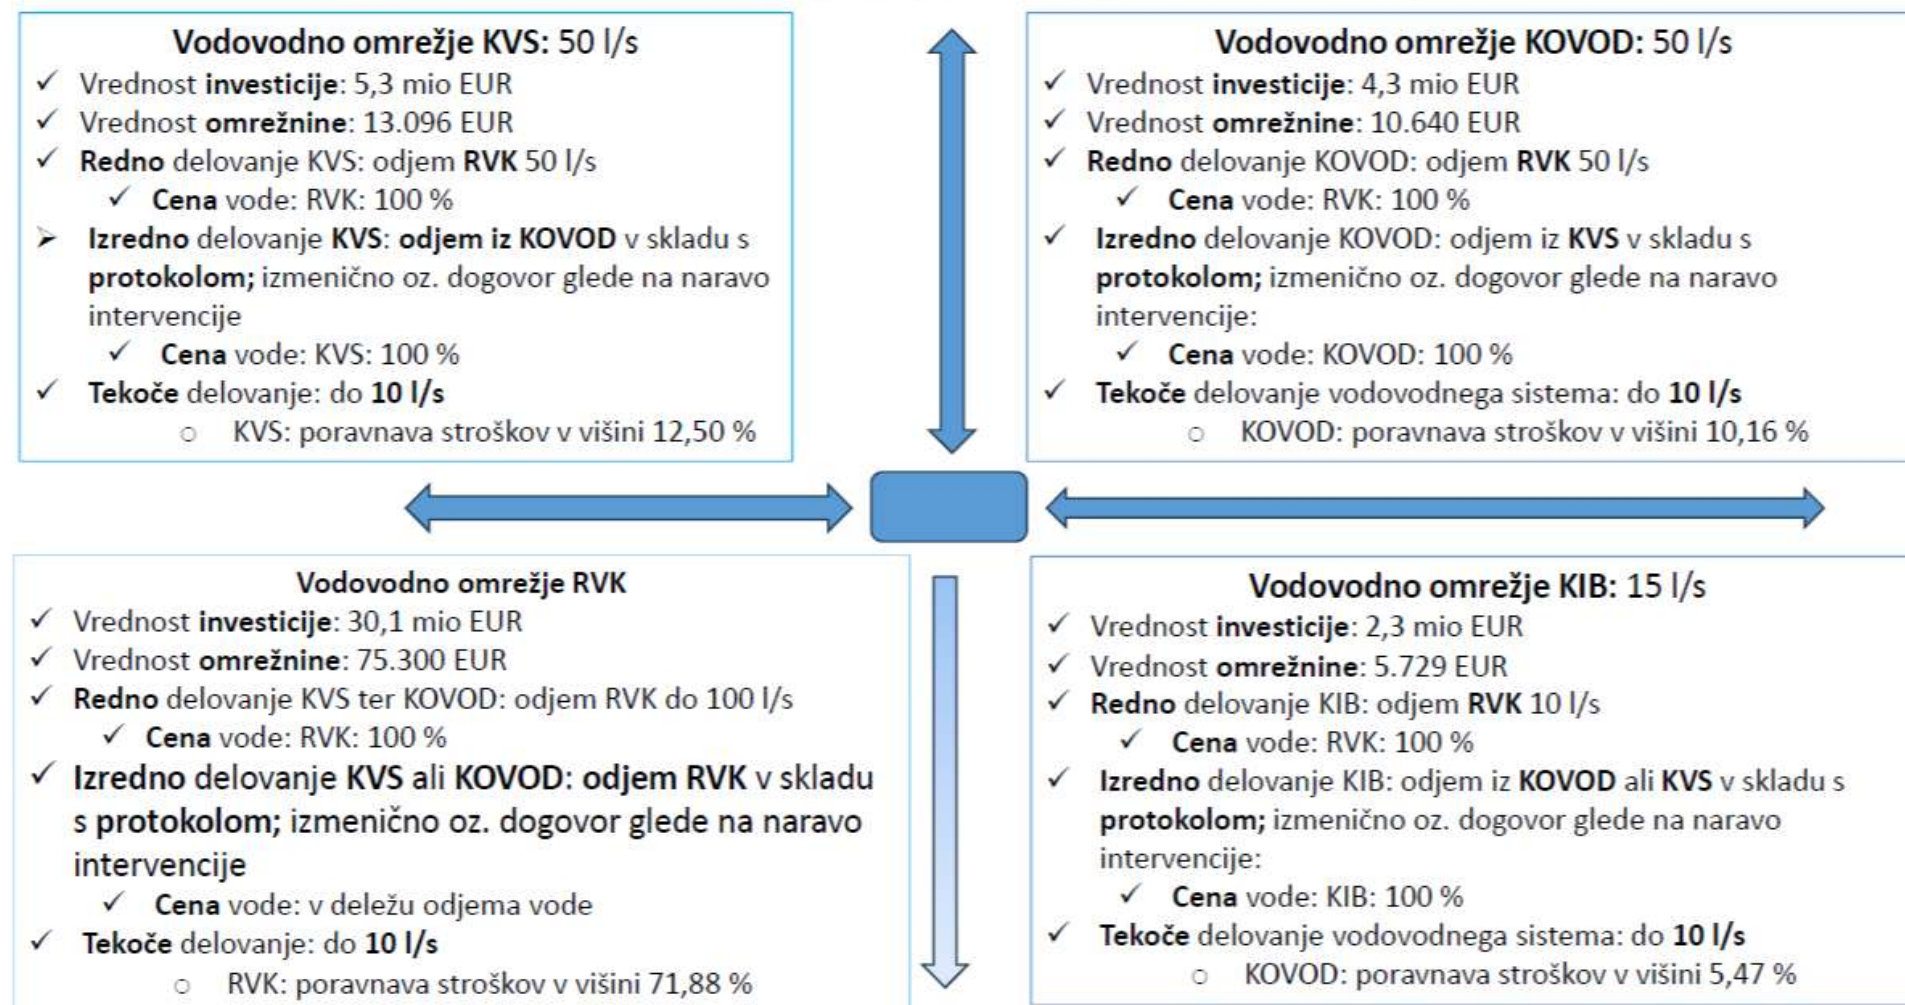 Vodovodno omrežje KVS: 50 l/s
✓ Vrednost investicije: 5,3 mio EUR
✓ Vrednost omrežnine: 13.096 EUR
✓ Redno delovanje KVS: odjem RVK 50 l/s
✓ Cena vode: RVK: 100 %
➢ Izredno delovanje KVS: odjem iz KOVOD v skladu s
protokolom; izmenično oz. dogovor glede na naravo
intervencije
✓ Cena vode: KVS: 100 %
✓ Tekoče delovanje: do 10 l/s
○ KVS: poravnava stroškov v višini 12,50 %
Vodovodno omrežje KOVOD: 50 l/s
✓ Vrednost investicije: 4,3 mio EUR
✓ Vrednost omrežnine: 10.640 EUR
✓ Redno delovanje KOVOD: odjem RVK 50 l/s
✓ Cena vode: RVK: 100 %
✓ Izredno delovanje KOVOD: odjem iz KVS v skladu s
protokolom; izmenično oz. dogovor glede na naravo
intervencije:
✓ Cena vode: KOVOD: 100 %
✓ Tekoče delovanje vodovodnega sistema: do 10 l/s
○ KOVOD: poravnava stroškov v višini 10,16 %
Vodovodno omrežje RVK
✓ Vrednost investicije: 30,1 mio EUR
✓ Vrednost omrežnine: 75.300 EUR
✓ Redno delovanje KVS ter KOVOD: odjem RVK do 100 l/s
✓ Cena vode: RVK: 100 %
✓ Izredno delovanje KVS ali KOVOD: odjem RVK v skladu
s protokolom; izmenično oz. dogovor glede na naravo
intervencije
✓ Cena vode: v deležu odjema vode
✓ Tekoče delovanje: do 10 l/s
○ RVK: poravnava stroškov v višini 71,88 %
Vodovodno omrežje KIB: 15 l/s
✓ Vrednost investicije: 2,3 mio EUR
✓ Vrednost omrežnine: 5.729 EUR
✓ Redno delovanje KIB: odjem RVK 10 l/s
✓ Cena vode: RVK: 100 %
✓ Izredno delovanje KIB: odjem iz KOVOD ali KVS v skladu s
protokolom; izmenično oz. dogovor glede na naravo
intervencije:
✓ Cena vode: KIB: 100 %
✓ Tekoče delovanje vodovodnega sistema: do 10 l/s
○ KOVOD: poravnava stroškov v višini 5,47 %